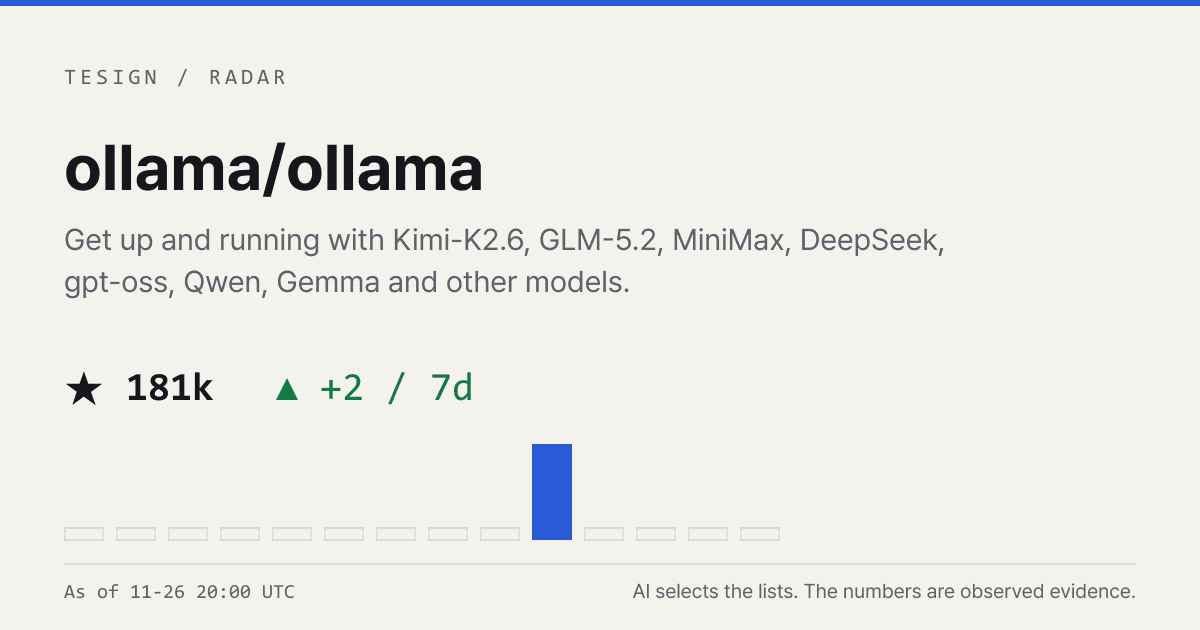 TESIGN / RADAR
ollama/ollama
Get up and running with Kimi-K2.6, GLM-5.2, MiniMax, DeepSeek,
gpt-oss, Qwen, Gemma and other models.
★ 181k ▲ +2 / 7d
As of 11-26 20:00 UTC
AI selects the lists. The numbers are observed evidence.